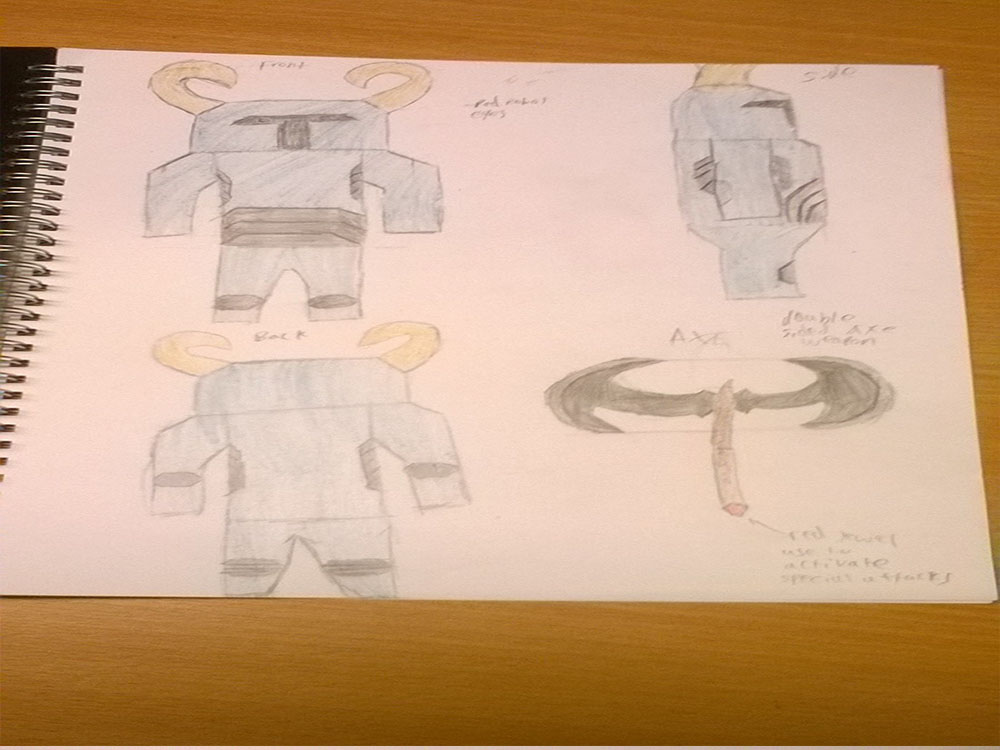 Front
-red robot
eyes
side
Back
AXE
double
sided Axe
weapon
red jewel
use to
activate
special attacks